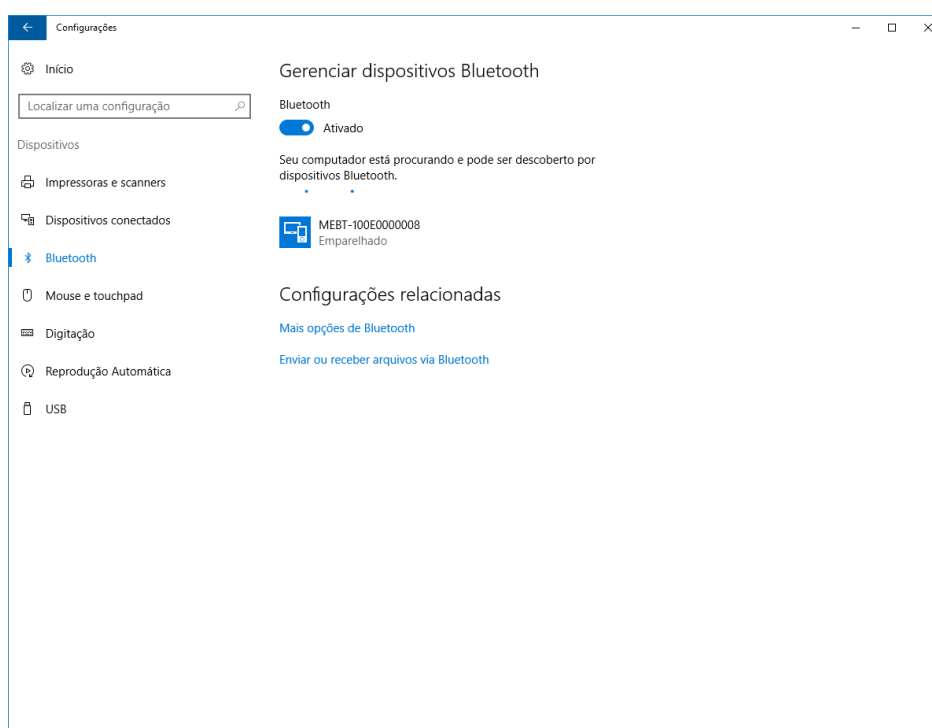 Configurações
Início
Localizar uma configuração
Dispositivos
Impressoras e scanners
Dispositivos conectados
Bluetooth
Mouse e touchpad
Digitação
Reprodução Automática
USB
Gerenciar dispositivos Bluetooth
Bluetooth
Ativado
Seu computador está procurando e pode ser descoberto por
dispositivos Bluetooth.
MEBT-100E0000008
Emparelhado
Configurações relacionadas
Mais opções de Bluetooth
Enviar ou receber arquivos via Bluetooth